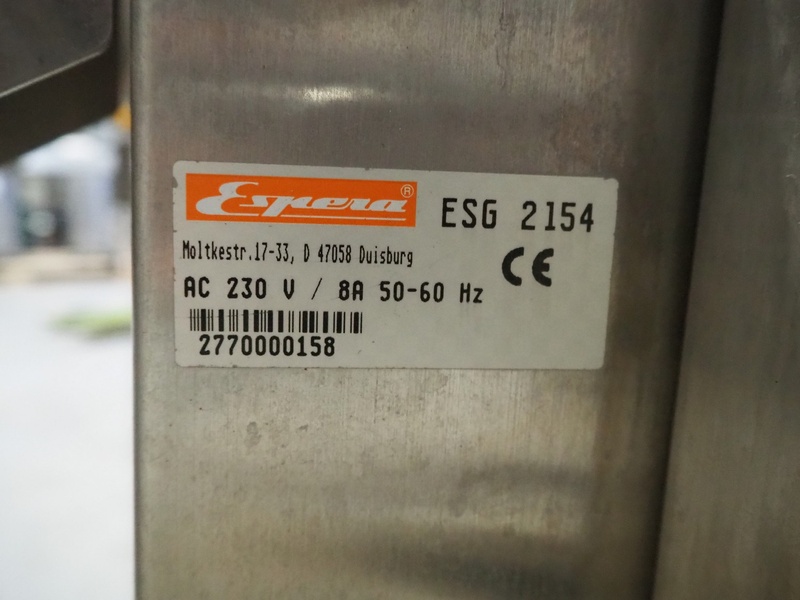 Espera®
ESG 2154
Moltkestr.17-33, D 47058 Duisburg
CE
AC 230 V / 8A 50-60 Hz
2770000158